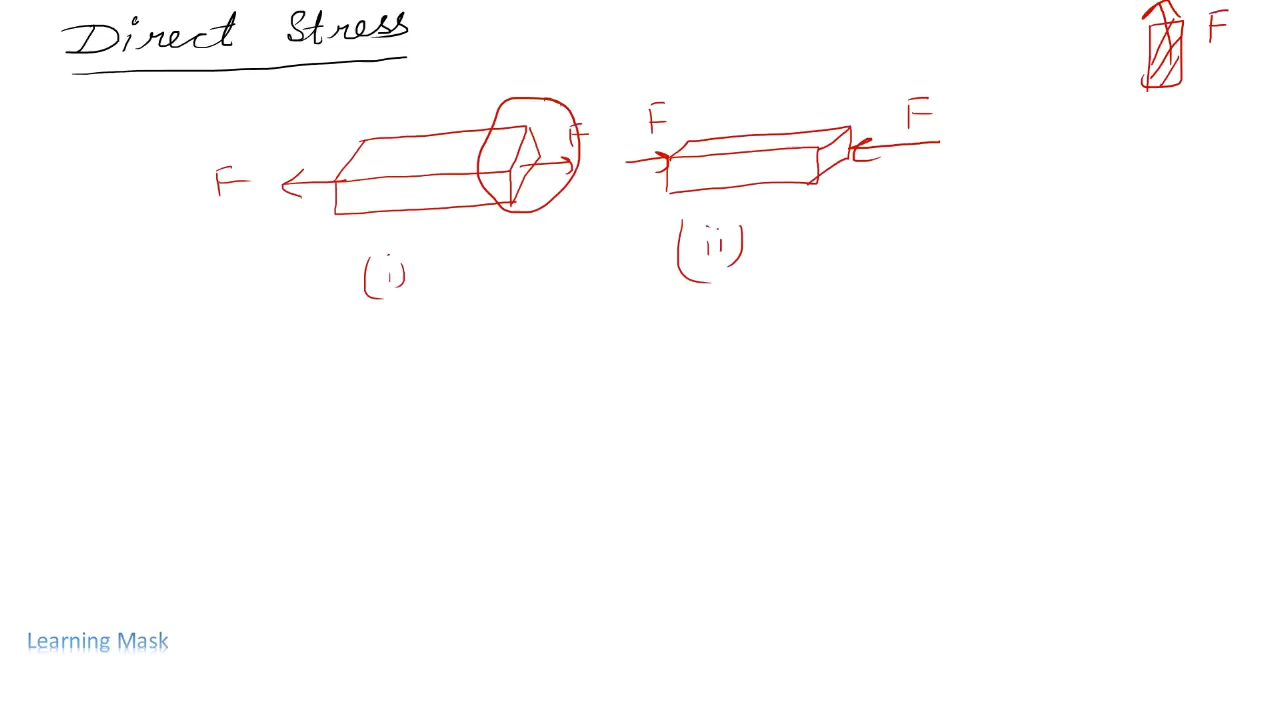 Direct Stress
F
F
F
F
F
(i)
(ii)
Learning Mask